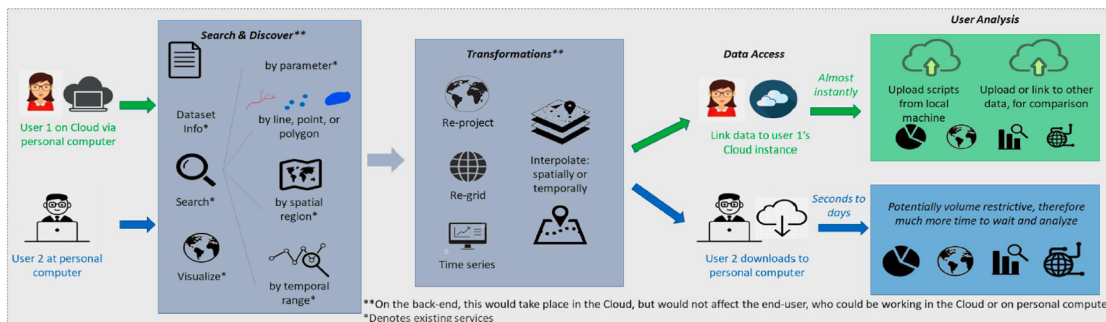 User 1 on Cloud via
personal computer
User 2 at personal
computer
Search & Discover**
Dataset
Info*
Search*
Visualize*
by parameter*
by line, point, or
polygon
by spatial
region*
by temporal
range*
Transformations**
Re-project
Re-grid
Time series
Interpolate:
spatially or
temporally
Data Access
Link data to user 1's
Cloud instance
User 2 downloads to
personal computer
Almost
instantly
Seconds to
days
User Analysis
Upload scripts
from local
machine
Upload or link to other
data, for comparison
Potentially volume restrictive, therefore
much more time to wait and analyze
**On the back-end, this would take place in the Cloud, but would not affect the end-user, who could be working in the Cloud or on personal compute
*Denotes existing services